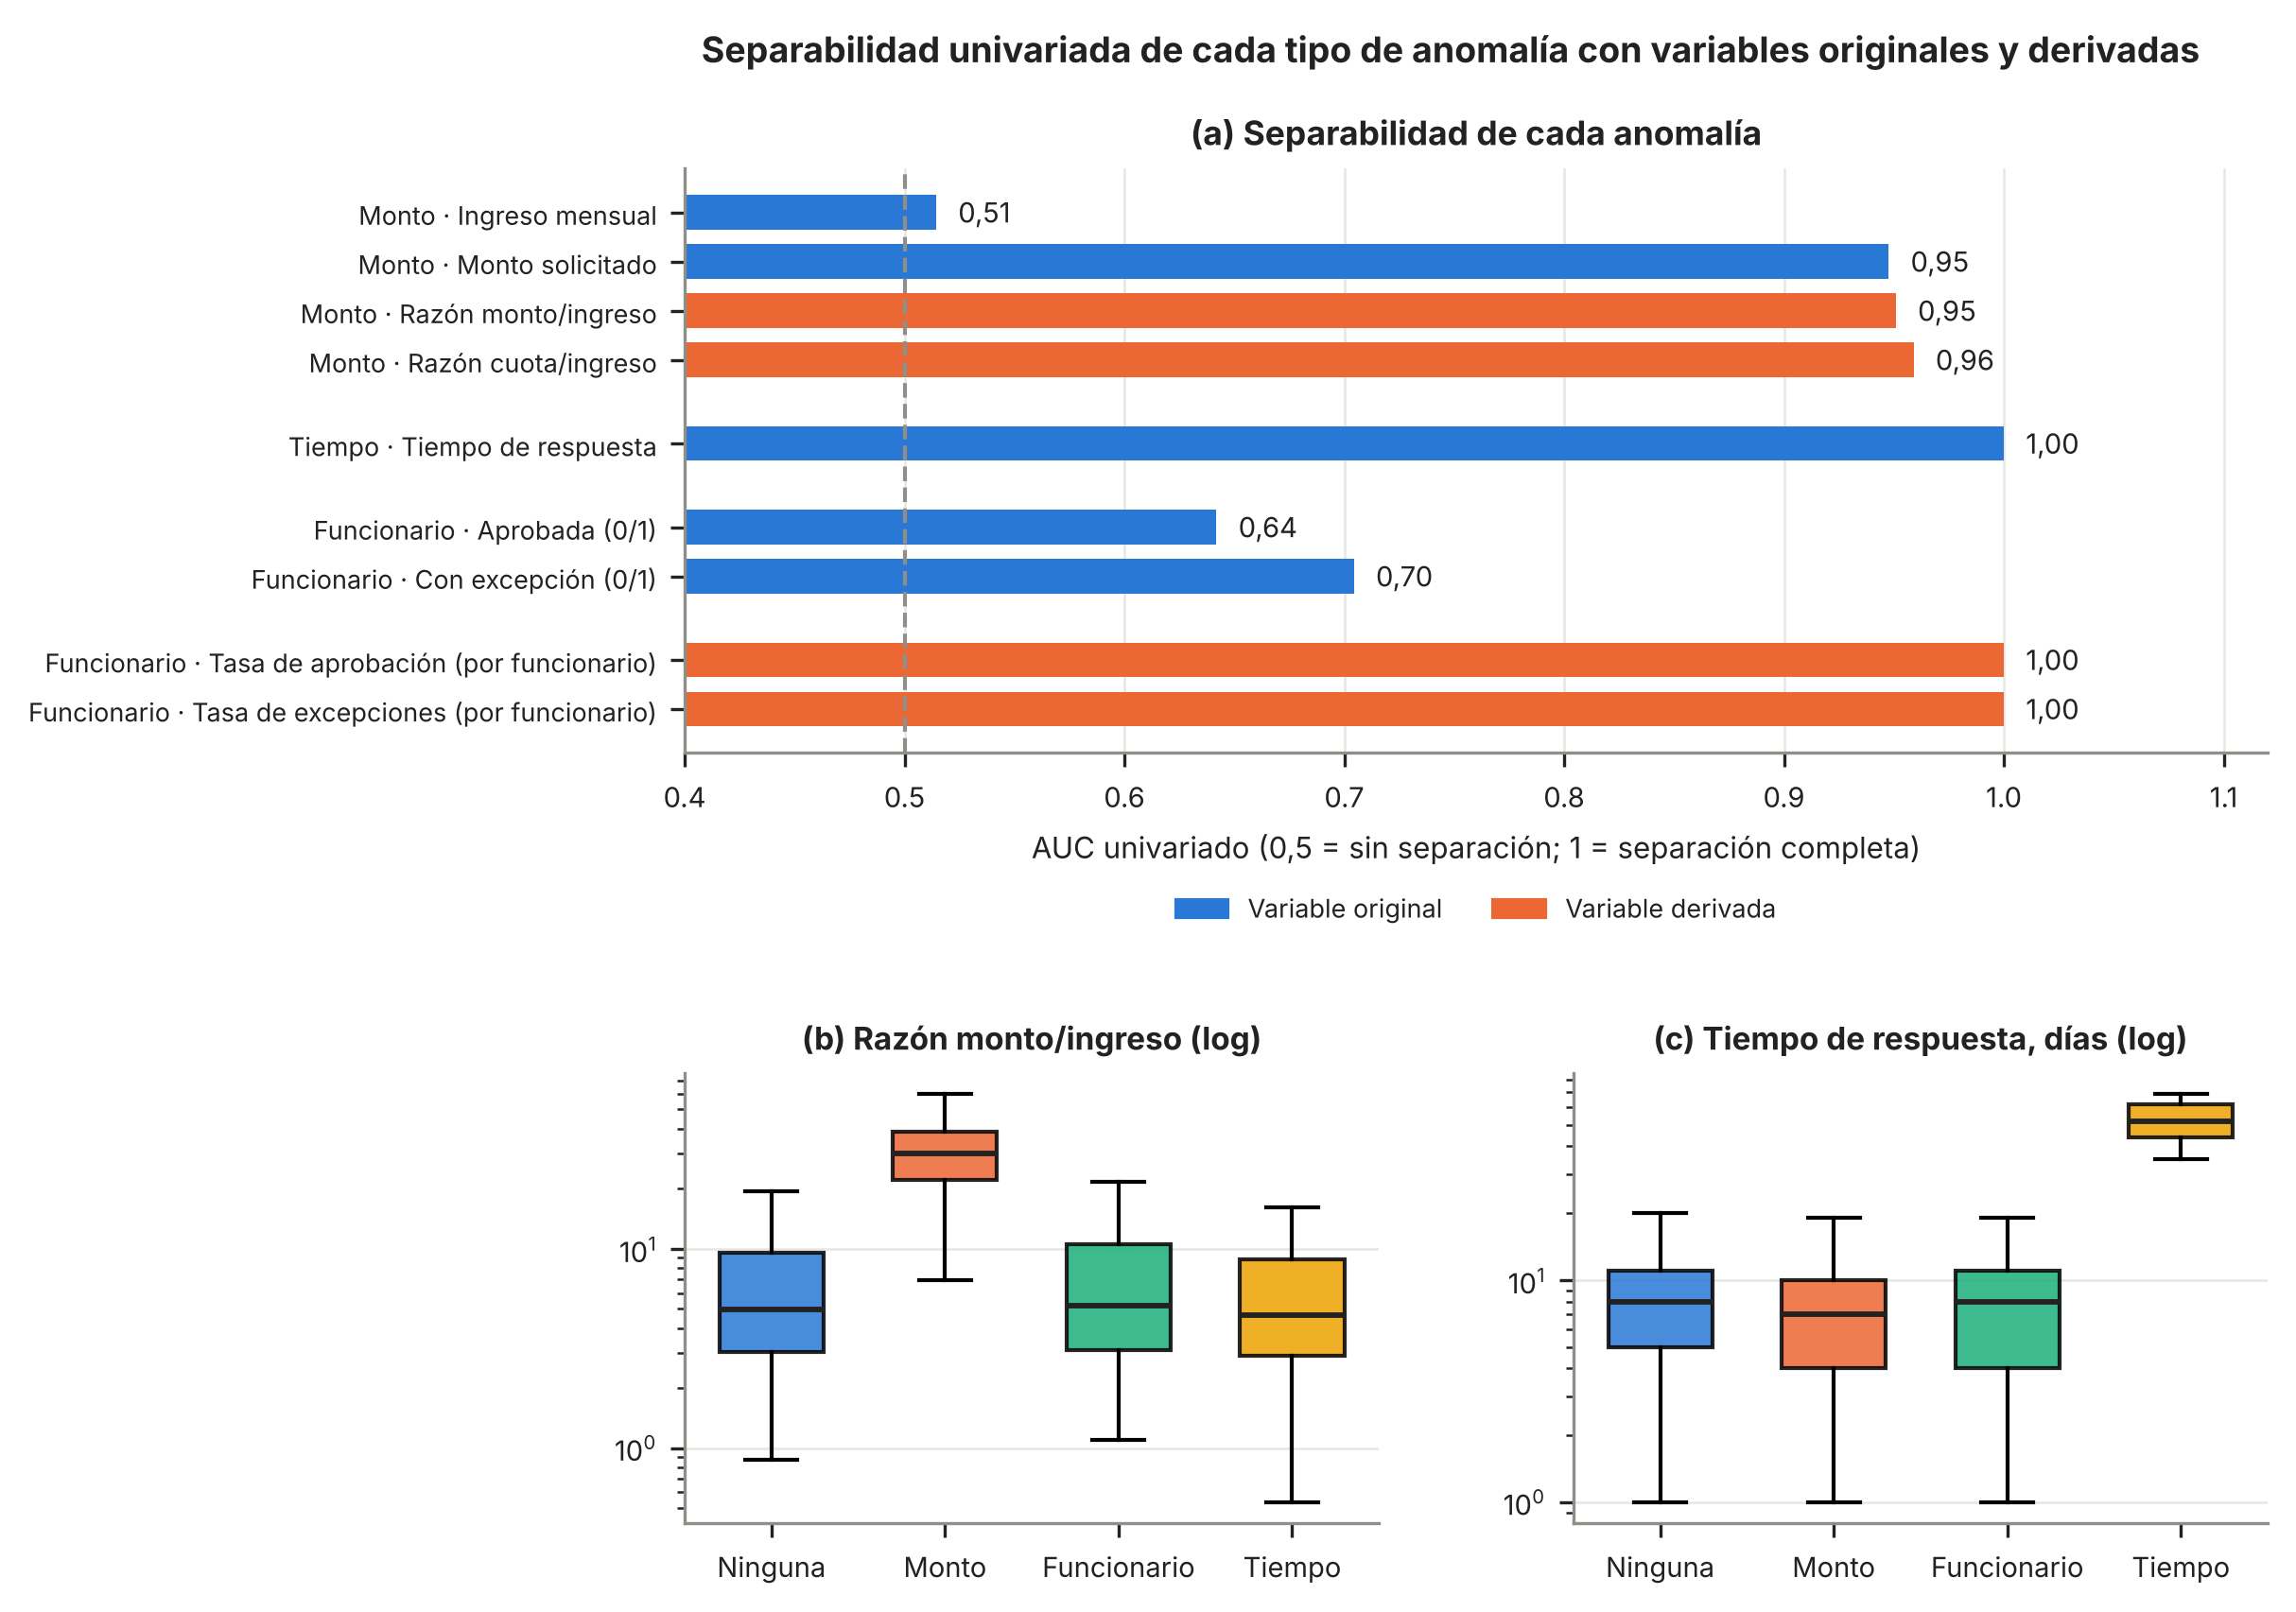 Separabilidad univariada de cada tipo de anomalía con variables originales y derivadas
(a) Separabilidad de cada anomalía
Monto · Ingreso mensual 0,51
Monto · Monto solicitado 0,95
Monto · Razón monto/ingreso 0,95
Monto · Razón cuota/ingreso 0,96
Tiempo · Tiempo de respuesta 1,00
Funcionario · Aprobada (0/1) 0,64
Funcionario · Con excepción (0/1) 0,70
Funcionario · Tasa de aprobación (por funcionario) 1,00
Funcionario · Tasa de excepciones (por funcionario) 1,00
0.4 0.5 0.6 0.7 0.8 0.9 1.0 1.1
AUC univariado (0,5 = sin separación; 1 = separación completa)
Variable original Variable derivada
(b) Razón monto/ingreso (log)
10¹
10⁰
Ninguna Monto Funcionario Tiempo
(c) Tiempo de respuesta, días (log)
10¹
10⁰
Ninguna Monto Funcionario Tiempo